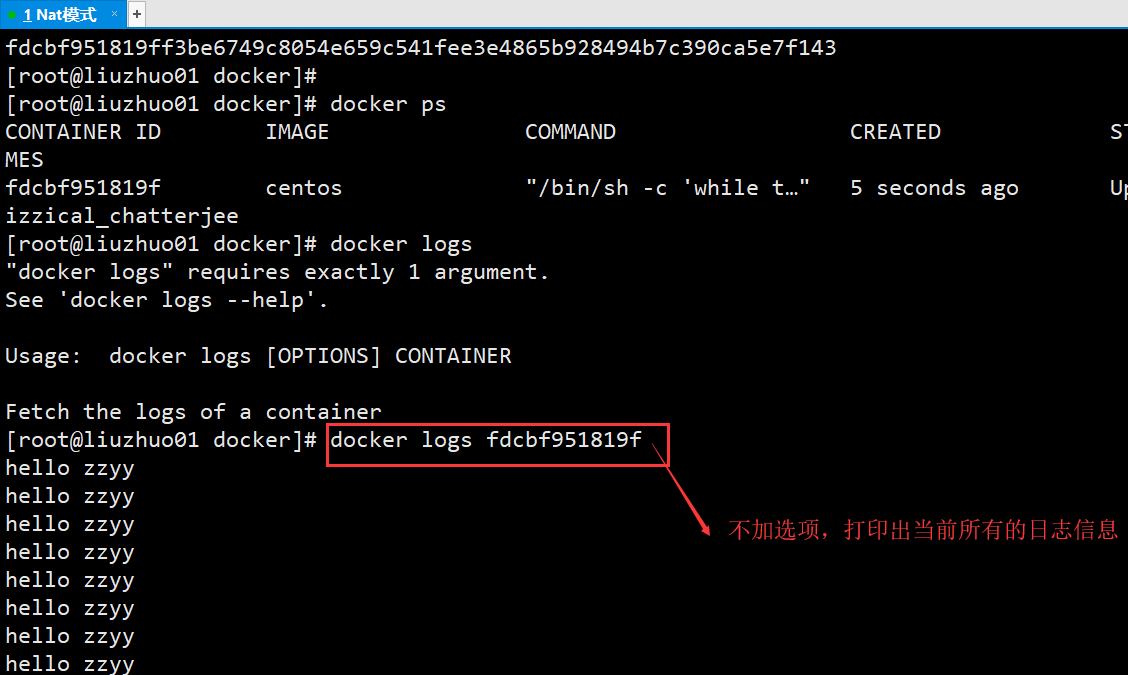 1 Nat模式 × +
fdcbf951819ff3be6749c8054e659c541fee3e4865b928494b7c390ca5e7f143
[root@liuzhuo01 docker]#
[root@liuzhuo01 docker]# docker ps
CONTAINER ID        IMAGE               COMMAND                  CREATED             ST
MES
fdcbf951819f        centos              "/bin/sh -c 'while t…"   5 seconds ago       Up
izzical_chatterjee
[root@liuzhuo01 docker]# docker logs
"docker logs" requires exactly 1 argument.
See 'docker logs --help'.
Usage:  docker logs [OPTIONS] CONTAINER
Fetch the logs of a container
[root@liuzhuo01 docker]# docker logs fdcbf951819f
hello zzyy
hello zzyy
hello zzyy
不加选项，打印出当前所有的日志信息
hello zzyy
hello zzyy
hello zzyy
hello zzyy
hello zzyy